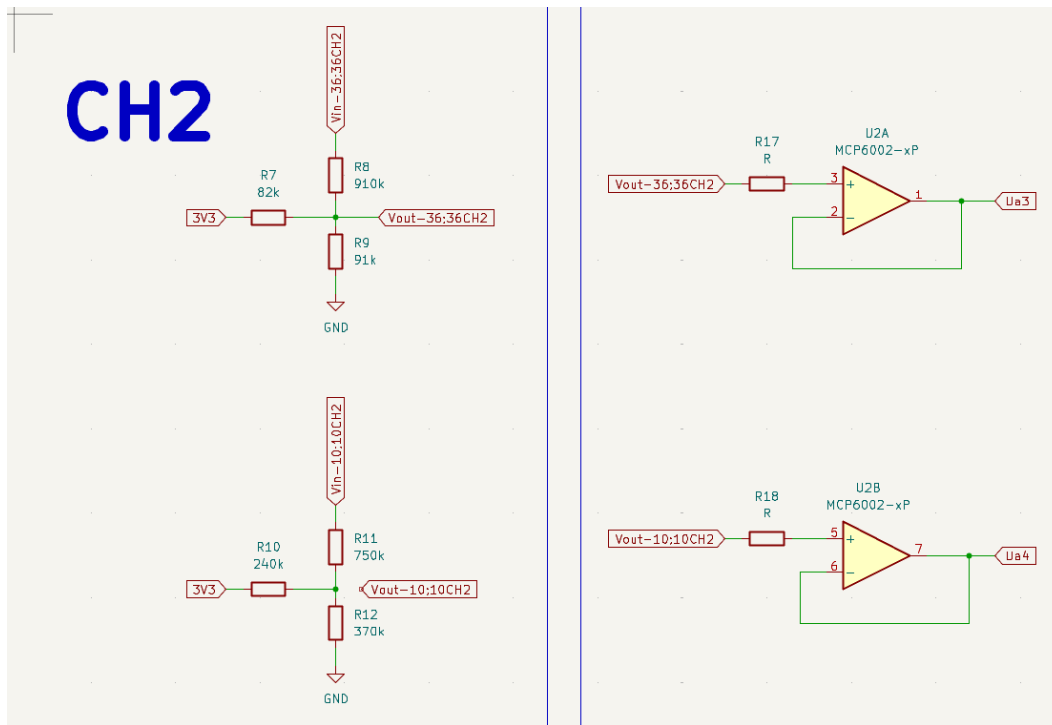 CH2
Vin-36;36CH2
R8
910k
R7
82k
3V3
Vout-36;36CH2
R9
91k
GND
Vin-10;10CH2
R11
750k
R10
240k
3V3
Vout-10;10CH2
R12
370k
GND
U2A
MCP6002-xP
R17
R
Vout-36;36CH2
3
+
2
-
1
Ua3
U2B
MCP6002-xP
R18
R
Vout-10;10CH2
5
+
6
-
7
Ua4